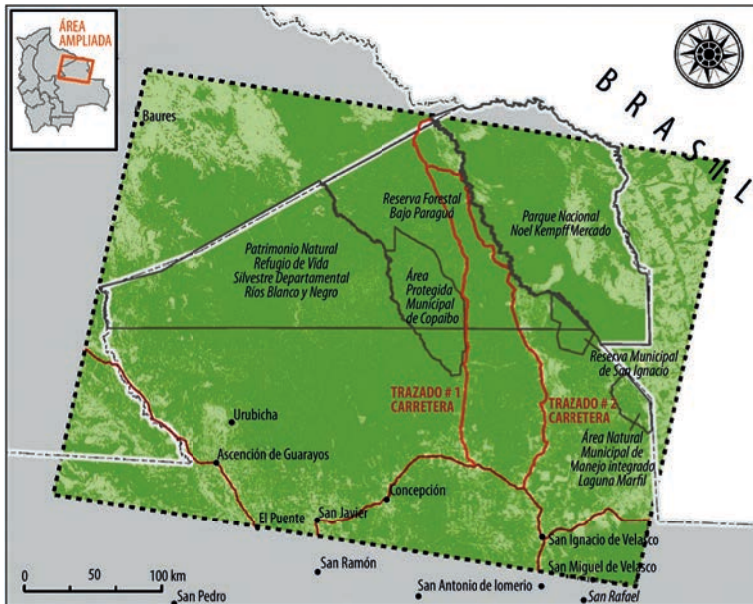 ÁREA
AMPLIADA
BRASIL
Baures
Reserva Forestal
Bajo Paraguá
Parque Nacional
Noel Kempff Mercado
Patrimonio Natural
Refugio de Vida
Silvestre Departamental
Ríos Blanco y Negro
Área
Protegida
Municipal
de Copaibo
Reserva Municipal
de San Ignacio
TRAZADO # 1
CARRETERA
TRAZADO # 2
CARRETERA
Urubicha
Área Natural
Municipal de
Manejo integrado
Laguna Marfil
Ascención de Guarayos
Concepción
El Puente
San Javier
San Ignacio de Velasco
San Ramón
San Miguel de Velasco
0 50 100 km
San Antonio de lomerio
San Pedro
San Rafael